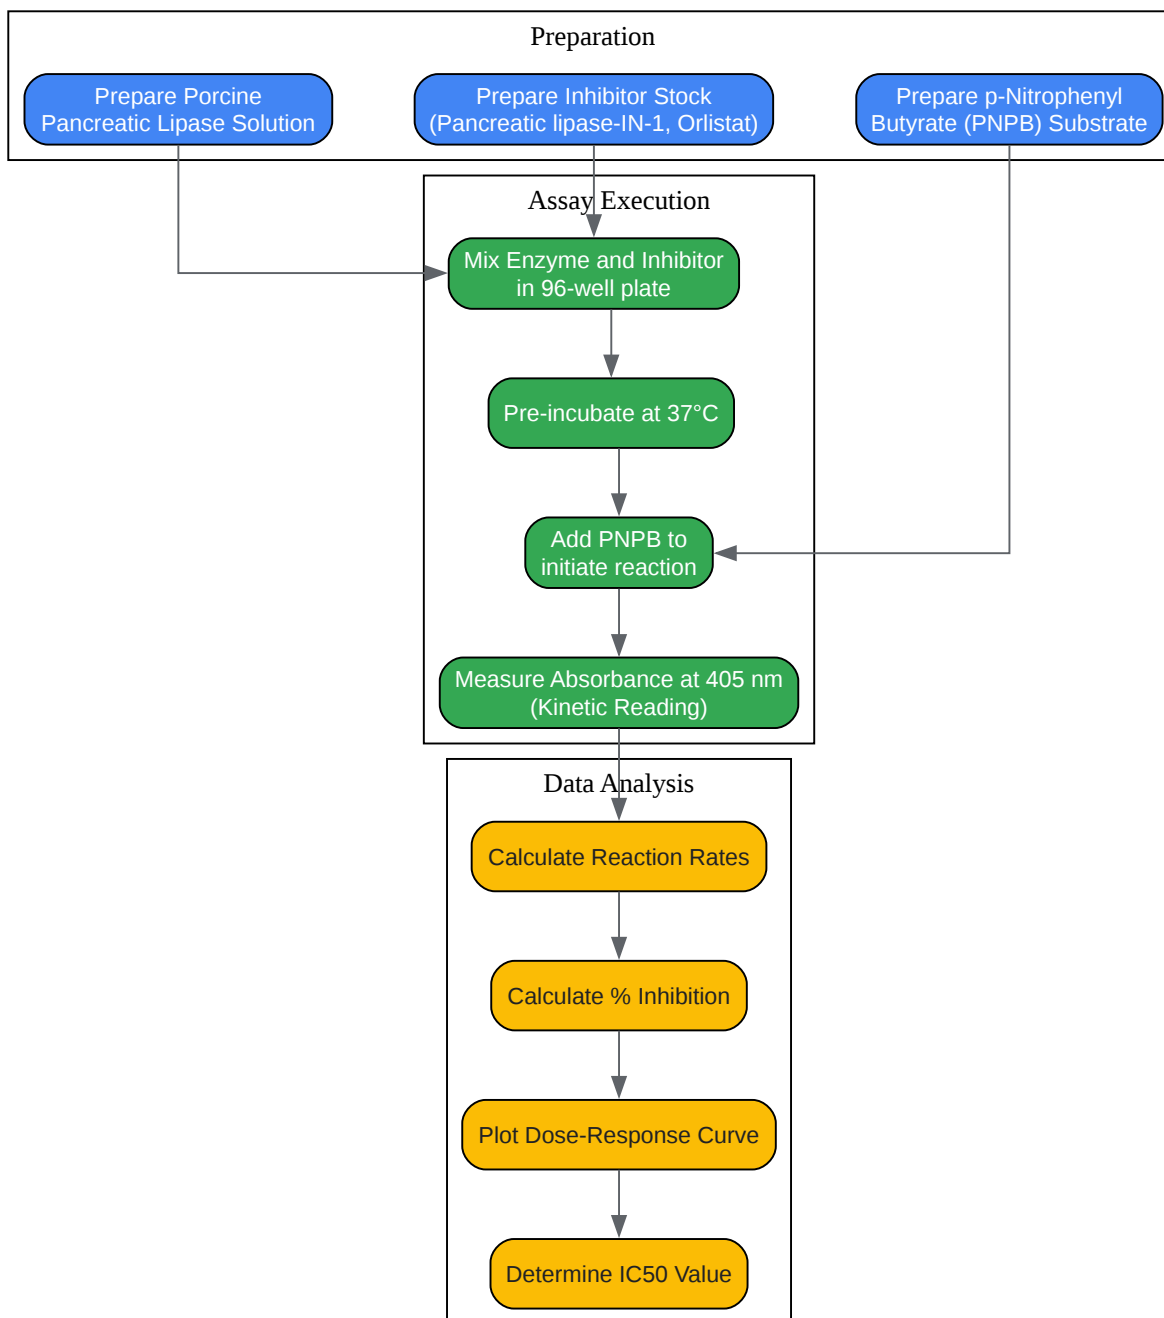 Preparation
Prepare Porcine
Pancreatic Lipase Solution
Prepare Inhibitor Stock
(Pancreatic lipase-IN-1, Orlistat)
Prepare p-Nitrophenyl
Butyrate (PNPB) Substrate
Assay Execution
Mix Enzyme and Inhibitor
in 96-well plate
Pre-incubate at 37°C
Add PNPB to
initiate reaction
Measure Absorbance at 405 nm
(Kinetic Reading)
Data Analysis
Calculate Reaction Rates
Calculate % Inhibition
Plot Dose-Response Curve
Determine IC50 Value